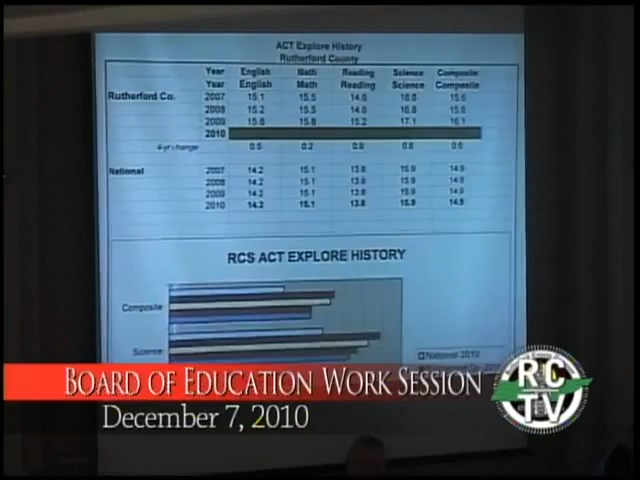 ACT Explore History
Rutherford County
Year English Math Reading Science Composite
Year English Math Reading Science Composite
Rutherford Co. 2007 15.1 15.5 14.6 16.0 15.6
2008 15.2 15.5 14.6 16.8 15.6
2009 15.6 15.8 15.2 17.1 16.1
2010
4-yr change 0.5 0.2 0.9 0.8 0.6
National 2007 14.2 15.1 13.8 15.9 14.9
2008 14.2 15.1 13.8 15.9 14.9
2009 14.2 15.1 13.8 15.9 14.9
2010 14.2 15.1 13.8 15.9 14.9
RCS ACT EXPLORE HISTORY
Composite
Science
National 2010
BOARD OF EDUCATION WORK SESSION
December 7, 2010
RC
TV